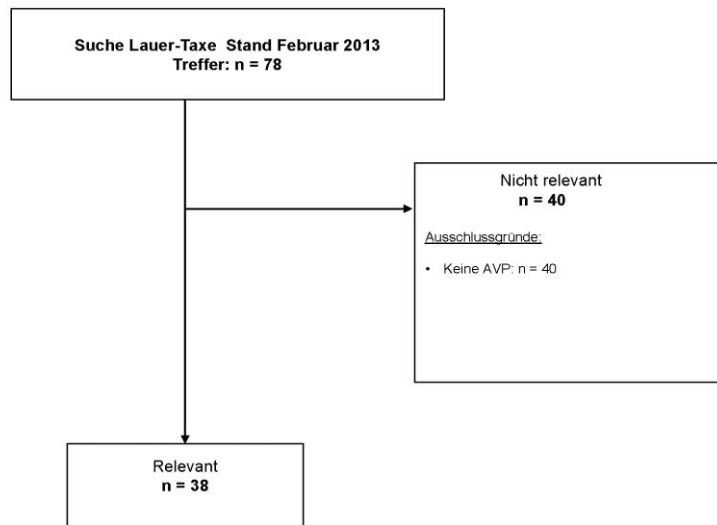 Suche Lauer-Taxe Stand Februar 2013
Treffer: n = 78
Nicht relevant
n = 40
Ausschlussgründe:
• Keine AVP: n = 40
Relevant
n = 38